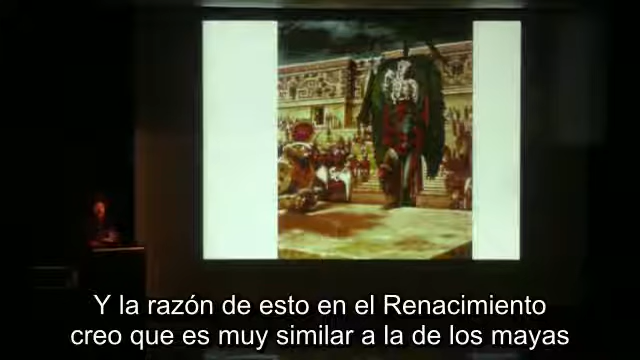 Y la razón de esto en el Renacimiento
creo que es muy similar a la de los mayas